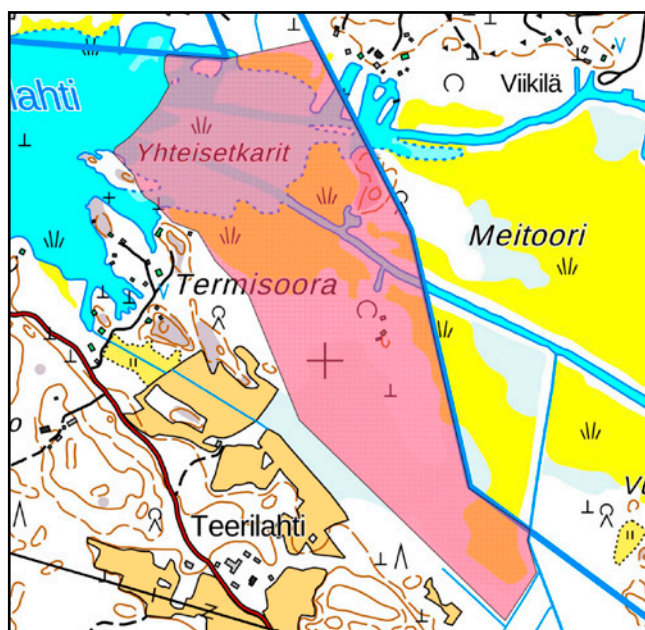 Viikilä
lahti
Yhteisetkarit
Meitoori
Termisoora
Teerilahti